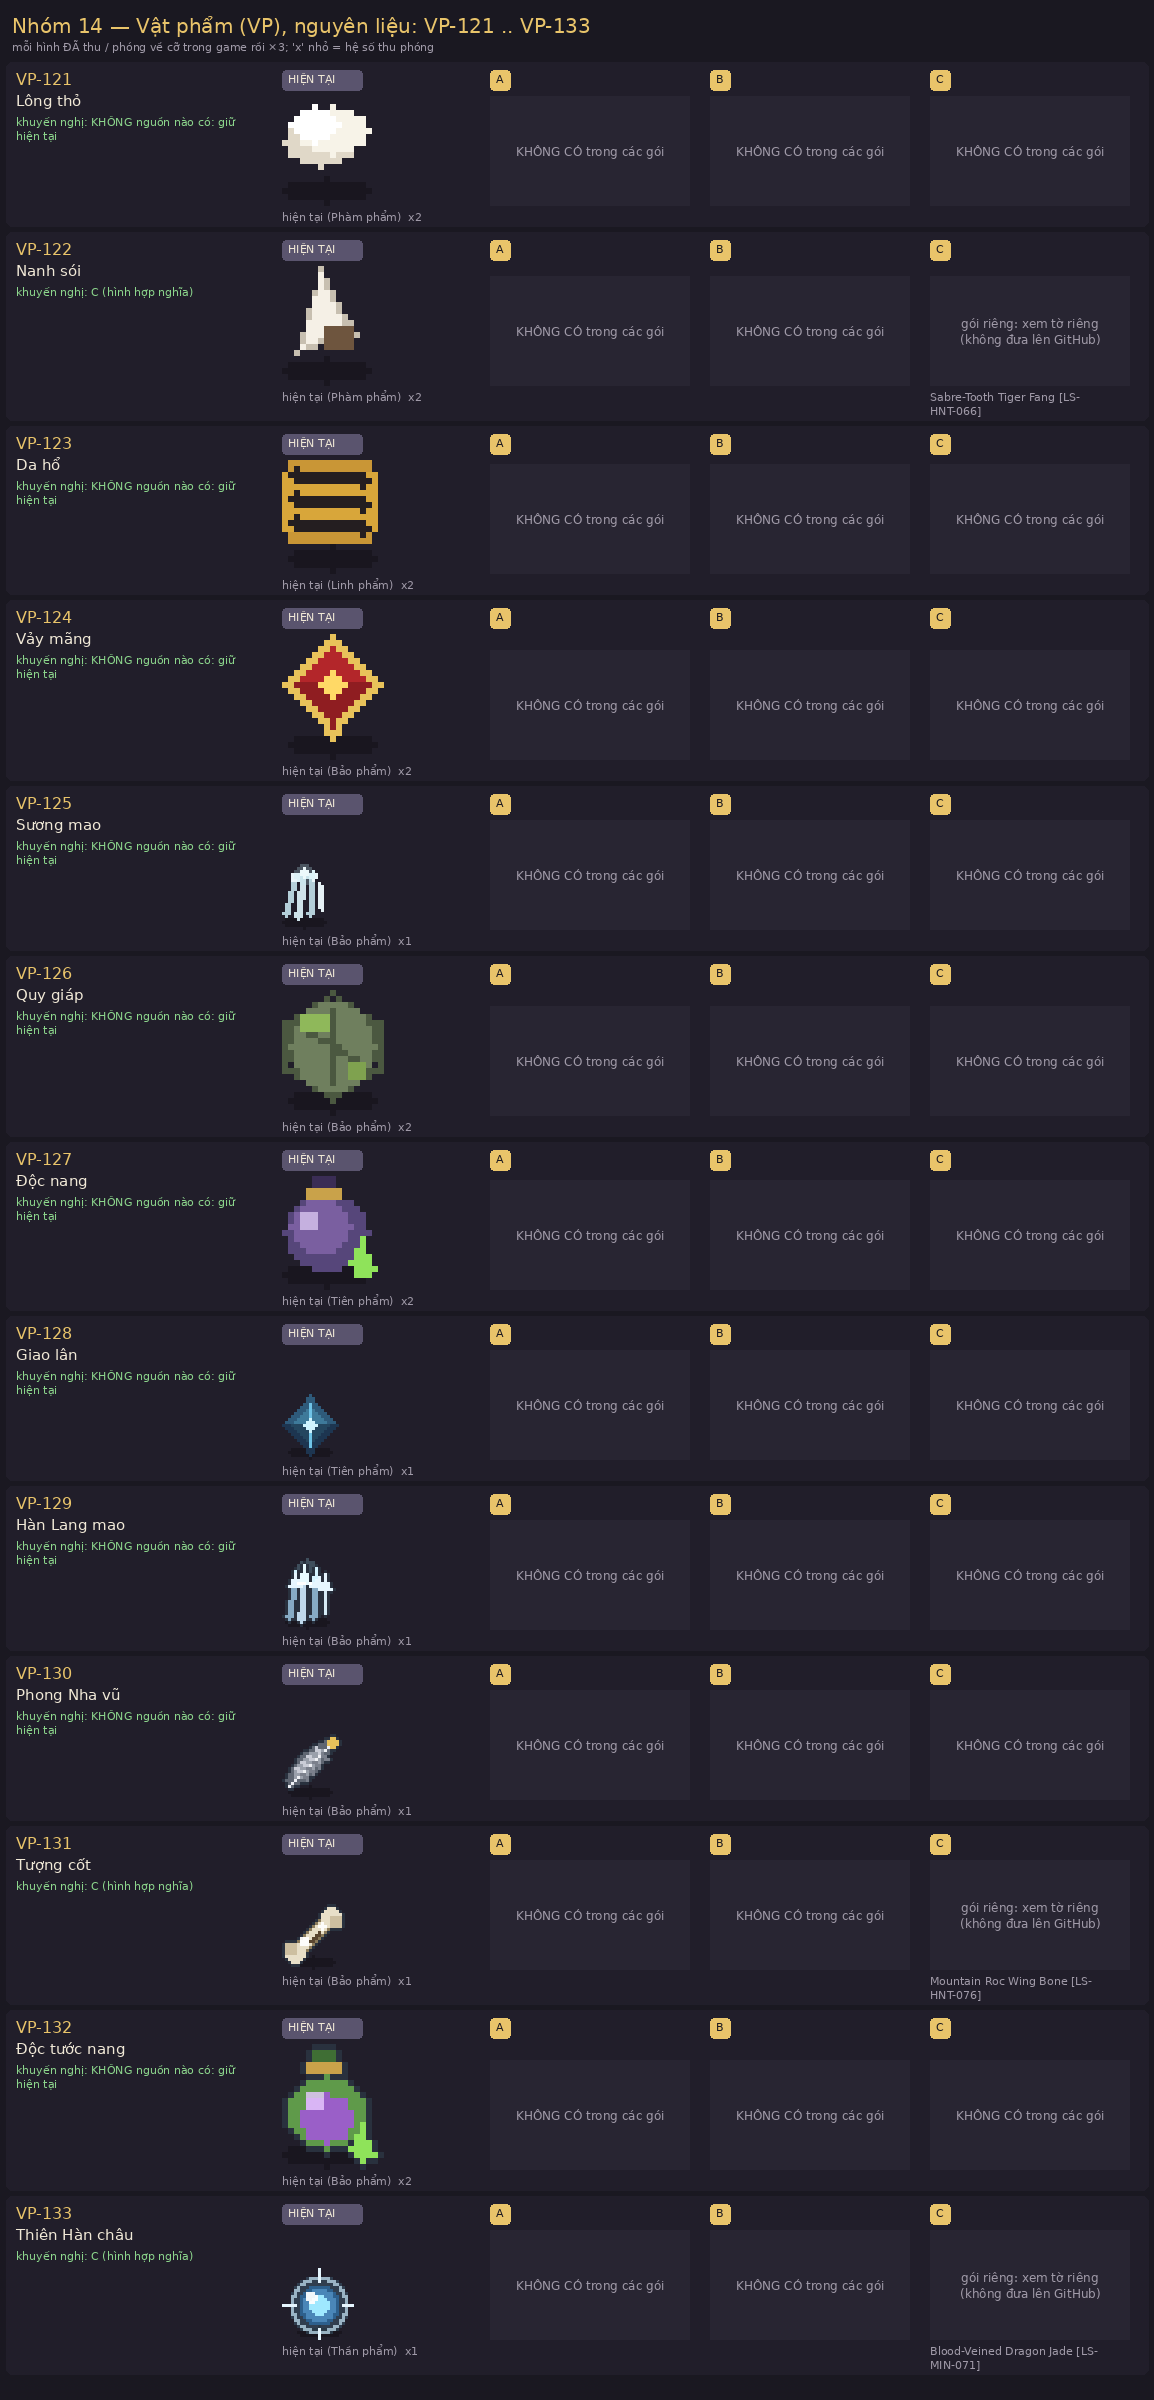 Nhóm 14 — Vật phẩm (VP), nguyên liệu: VP-121 .. VP-133
mỗi hình ĐÃ thu / phóng về cỡ trong game rồi ×3; 'x' nhỏ = hệ số thu phóng
VP-121
HIỆN TẠI
A
B
C
Lông thỏ
khuyến nghị: KHÔNG nguồn nào có: giữ
hiện tại
KHÔNG CÓ trong các gói
KHÔNG CÓ trong các gói
KHÔNG CÓ trong các gói
hiện tại (Phàm phẩm) x2
VP-122
HIỆN TẠI
A
B
C
Nanh sói
khuyến nghị: C (hình hợp nghĩa)
KHÔNG CÓ trong các gói
KHÔNG CÓ trong các gói
gói riêng: xem tờ riêng
(không đưa lên GitHub)
hiện tại (Phàm phẩm) x2
Sabre-Tooth Tiger Fang [LS-
HNT-066]
VP-123
HIỆN TẠI
A
B
C
Da hổ
khuyến nghị: KHÔNG nguồn nào có: giữ
hiện tại
KHÔNG CÓ trong các gói
KHÔNG CÓ trong các gói
KHÔNG CÓ trong các gói
hiện tại (Linh phẩm) x2
VP-124
HIỆN TẠI
A
B
C
Vảy mãng
khuyến nghị: KHÔNG nguồn nào có: giữ
hiện tại
KHÔNG CÓ trong các gói
KHÔNG CÓ trong các gói
KHÔNG CÓ trong các gói
hiện tại (Bảo phẩm) x2
VP-125
HIỆN TẠI
A
B
C
Sương mao
khuyến nghị: KHÔNG nguồn nào có: giữ
hiện tại
KHÔNG CÓ trong các gói
KHÔNG CÓ trong các gói
KHÔNG CÓ trong các gói
hiện tại (Bảo phẩm) x1
VP-126
HIỆN TẠI
A
B
C
Quy giáp
khuyến nghị: KHÔNG nguồn nào có: giữ
hiện tại
KHÔNG CÓ trong các gói
KHÔNG CÓ trong các gói
KHÔNG CÓ trong các gói
hiện tại (Bảo phẩm) x2
VP-127
HIỆN TẠI
A
B
C
Độc nang
khuyến nghị: KHÔNG nguồn nào có: giữ
hiện tại
KHÔNG CÓ trong các gói
KHÔNG CÓ trong các gói
KHÔNG CÓ trong các gói
hiện tại (Tiên phẩm) x2
VP-128
HIỆN TẠI
A
B
C
Giao lân
khuyến nghị: KHÔNG nguồn nào có: giữ
hiện tại
KHÔNG CÓ trong các gói
KHÔNG CÓ trong các gói
KHÔNG CÓ trong các gói
hiện tại (Tiên phẩm) x1
VP-129
HIỆN TẠI
A
B
C
Hàn Lang mao
khuyến nghị: KHÔNG nguồn nào có: giữ
hiện tại
KHÔNG CÓ trong các gói
KHÔNG CÓ trong các gói
KHÔNG CÓ trong các gói
hiện tại (Bảo phẩm) x1
VP-130
HIỆN TẠI
A
B
C
Phong Nha vũ
khuyến nghị: KHÔNG nguồn nào có: giữ
hiện tại
KHÔNG CÓ trong các gói
KHÔNG CÓ trong các gói
KHÔNG CÓ trong các gói
hiện tại (Bảo phẩm) x1
VP-131
HIỆN TẠI
A
B
C
Tượng cốt
khuyến nghị: C (hình hợp nghĩa)
KHÔNG CÓ trong các gói
KHÔNG CÓ trong các gói
gói riêng: xem tờ riêng
(không đưa lên GitHub)
hiện tại (Bảo phẩm) x1
Mountain Roc Wing Bone [LS-
HNT-076]
VP-132
HIỆN TẠI
A
B
C
Độc tước nang
khuyến nghị: KHÔNG nguồn nào có: giữ
hiện tại
KHÔNG CÓ trong các gói
KHÔNG CÓ trong các gói
KHÔNG CÓ trong các gói
hiện tại (Bảo phẩm) x2
VP-133
HIỆN TẠI
A
B
C
Thiên Hàn châu
khuyến nghị: C (hình hợp nghĩa)
KHÔNG CÓ trong các gói
KHÔNG CÓ trong các gói
gói riêng: xem tờ riêng
(không đưa lên GitHub)
hiện tại (Thần phẩm) x1
Blood-Veined Dragon Jade [LS-
MIN-071]